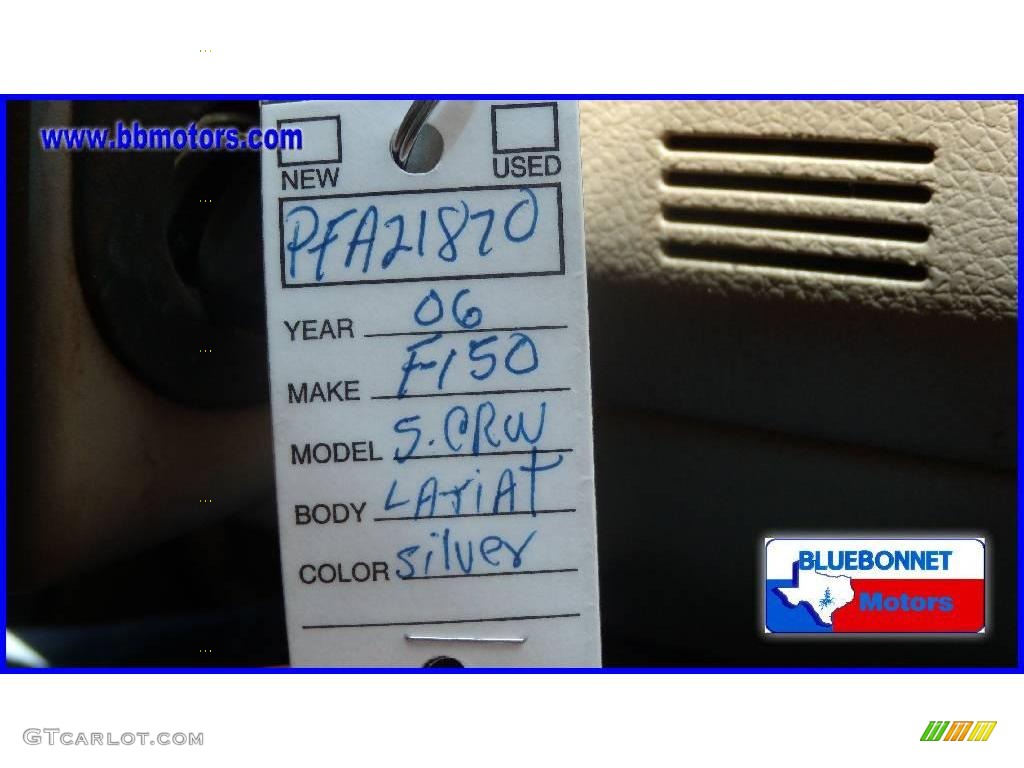 www.bbmotors.com
NEW
USED
PFA21870
YEAR 06
MAKE F150
MODEL S.CRW
BODY LARIAT
COLOR silver
BLUEBONNET
Motors
GTCARLOT.COM